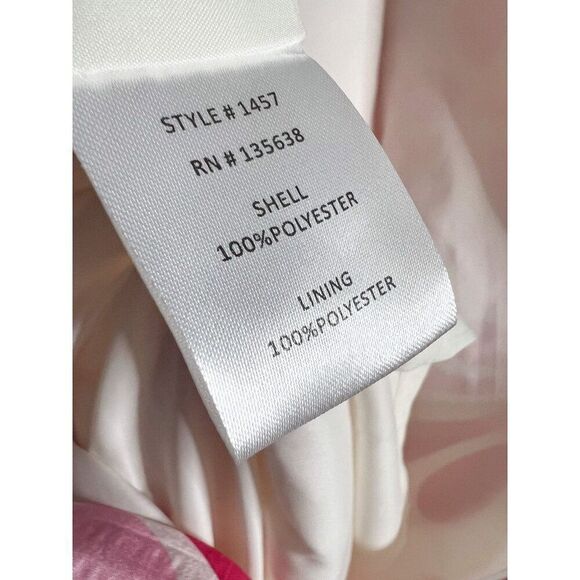 STYLE # 1457
RN # 135638
SHELL
100%POLYESTER
LINING
100%POLYESTER